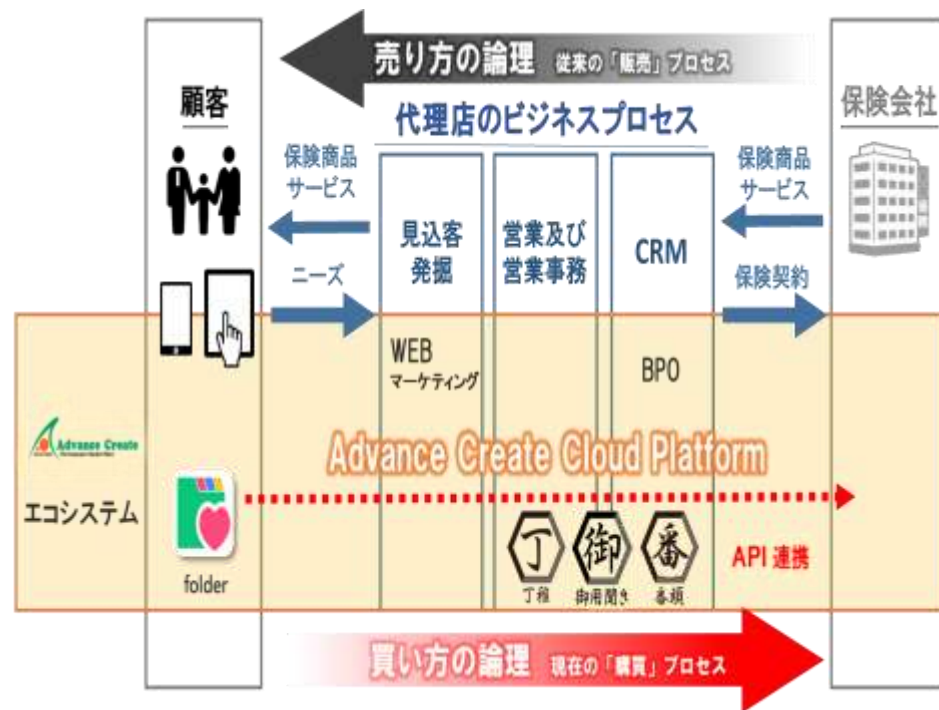 売り方の論理 従来の「販売」プロセス
顧客
保険会社
代理店のビジネスプロセス
保険商品
サービス
ニーズ
見込客
発掘
営業及び
営業事務
CRM
保険商品
サービス
保険契約
WEB
マーケティング
BPO
Advance Create
エコシステム
Advance Create Cloud Platform
folder
丁
御
番
丁稚
御用聞き
番頭
API 連携
買い方の論理 現在の「購買」プロセス